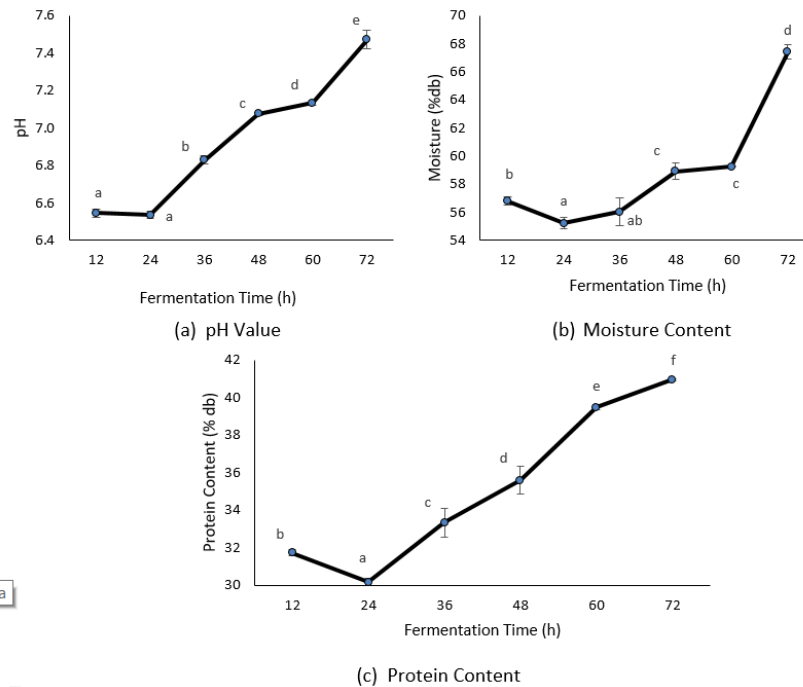 7.6
7.4
7.2
7.0
6.8
6.6
6.4
pH
a
a
b
c
d
e
12 24 36 48 60 72
Fermentation Time (h)
(a) pH Value
70
68
66
64
62
60
58
56
54
Moisture (%db)
b
a
ab
c
c
d
12 24 36 48 60 72
Fermentation Time (h)
(b) Moisture Content
42
40
38
36
34
32
30
Protein Content (% db)
b
a
c
d
e
f
12 24 36 48 60 72
Fermentation Time (h)
(c) Protein Content
a